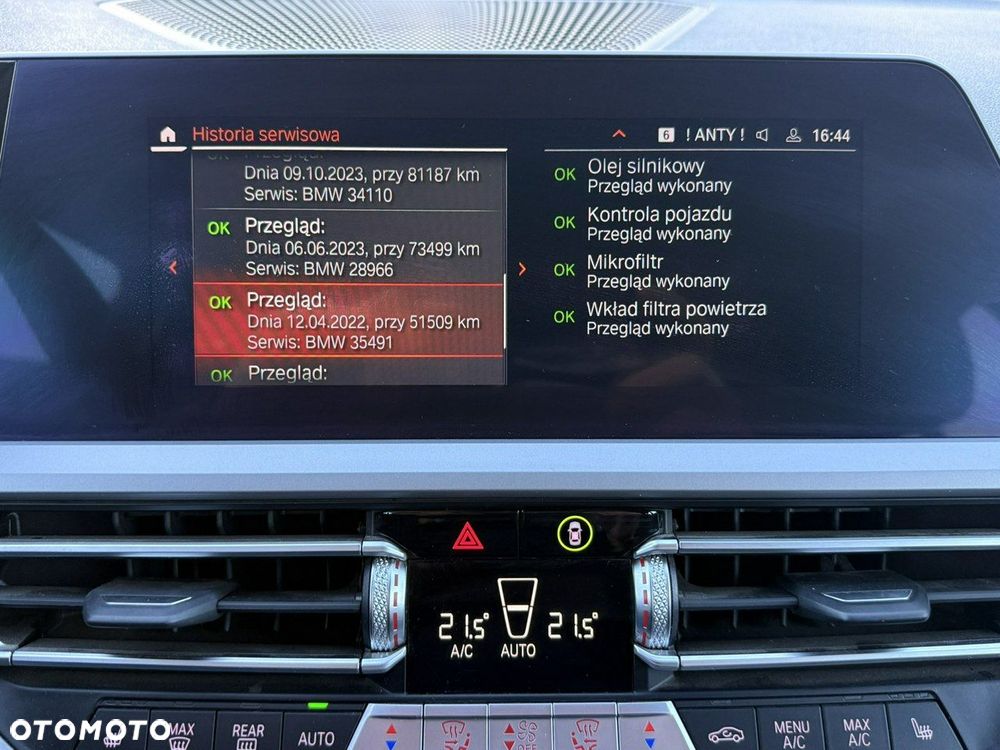 Historia serwisowa
6 ! ANTY ! 16:44
OK Przegląd:
Dnia 09.10.2023, przy 81187 km
Serwis: BMW 34110
OK Przegląd:
Dnia 06.06.2023, przy 73499 km
Serwis: BMW 28966
OK Przegląd:
Dnia 12.04.2022, przy 51509 km
Serwis: BMW 35491
OK Przegląd:
OK Olej silnikowy
Przegląd wykonany
OK Kontrola pojazdu
Przegląd wykonany
OK Mikrofiltr
Przegląd wykonany
OK Wkład filtra powietrza
Przegląd wykonany
21.5° 21.5°
A/C AUTO
MAX
REAR
AUTO
OFF
MENU
A/C
MAX
A/C
OTOMOTO